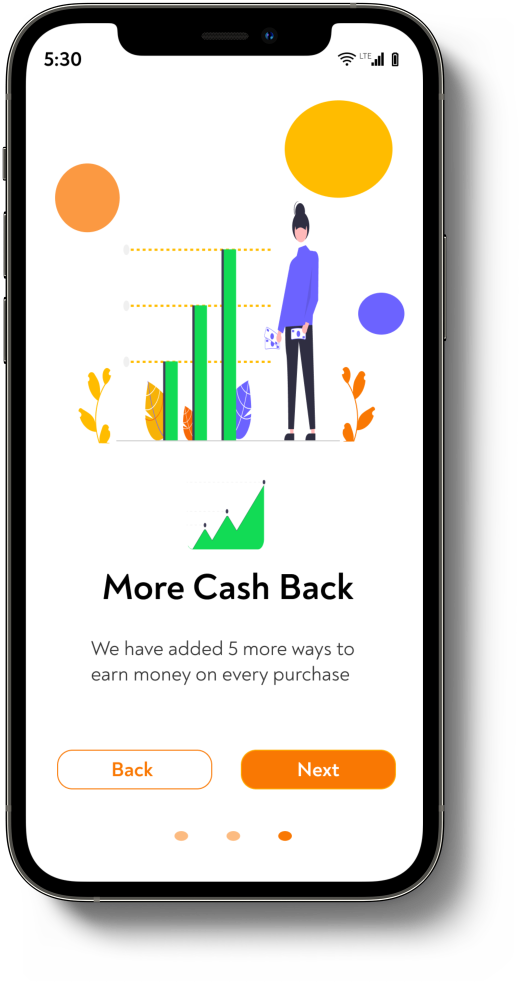 5:30
LTE
More Cash Back
We have added 5 more ways to
earn money on every purchase
Back
Next